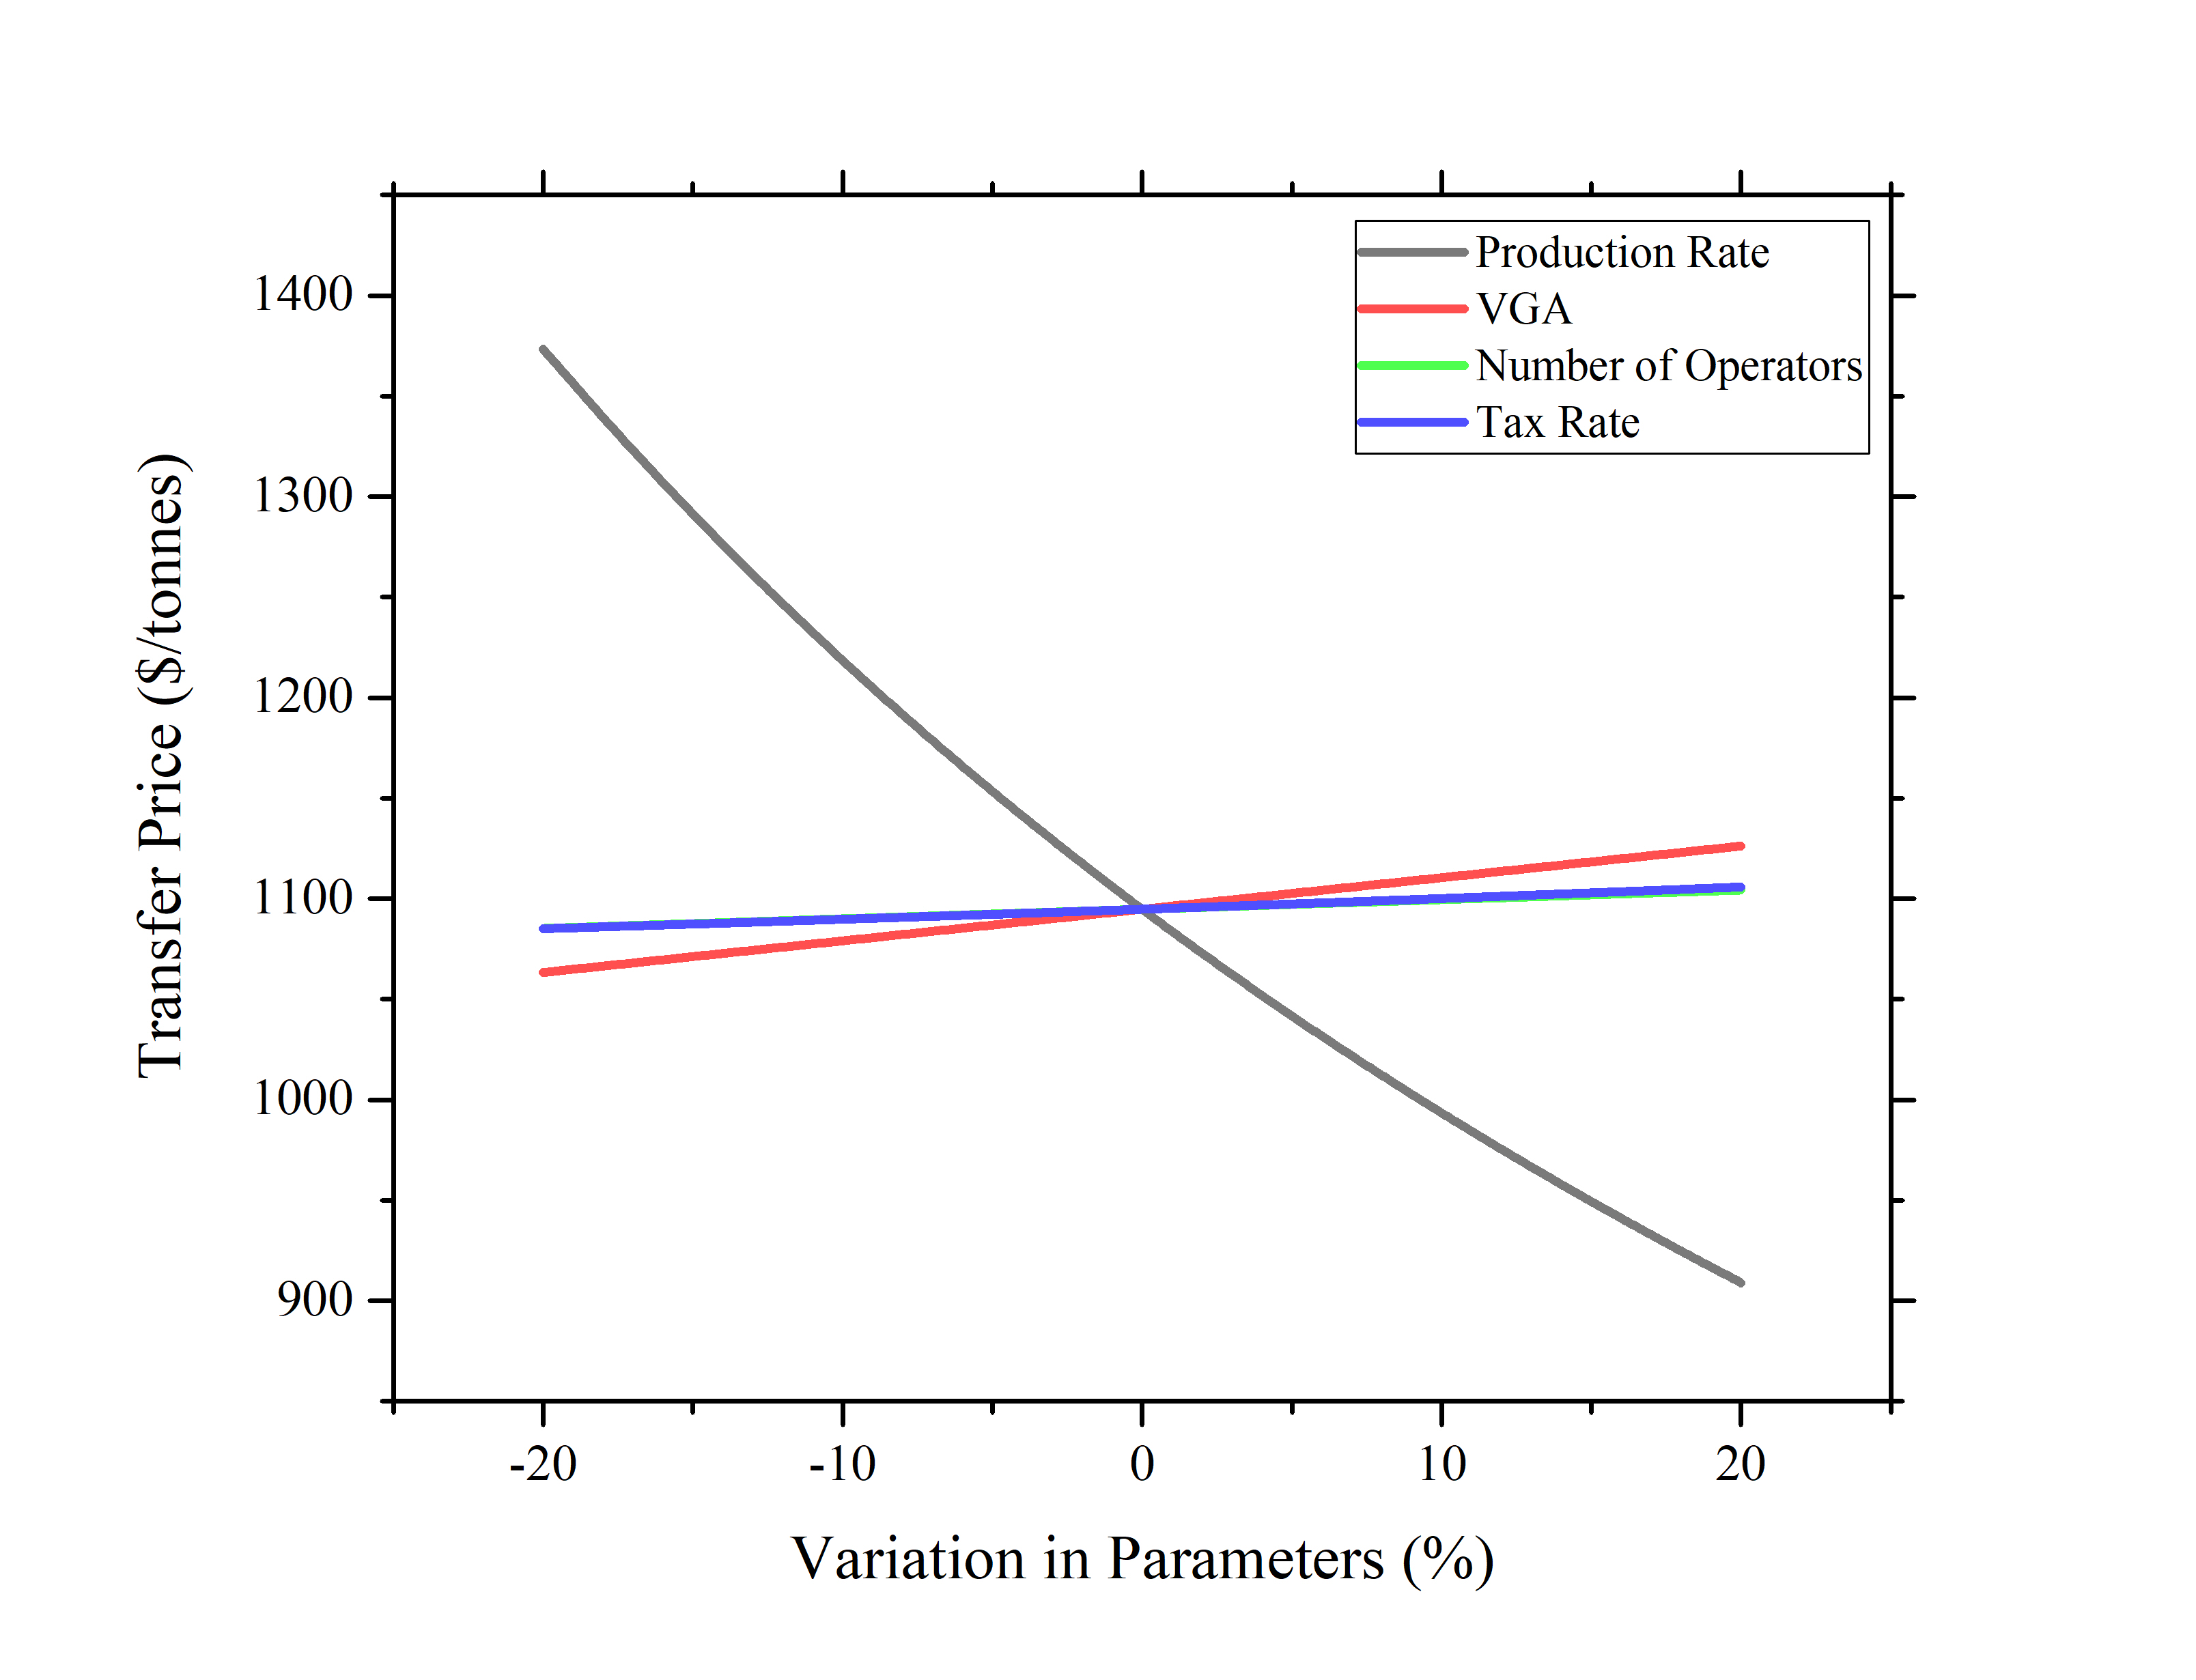 Production Rate
VGA
Number of Operators
Tax Rate
1400
1300
1200
1100
1000
900
Transfer Price ($/tonnes)
-20
-10
0
10
20
Variation in Parameters (%)